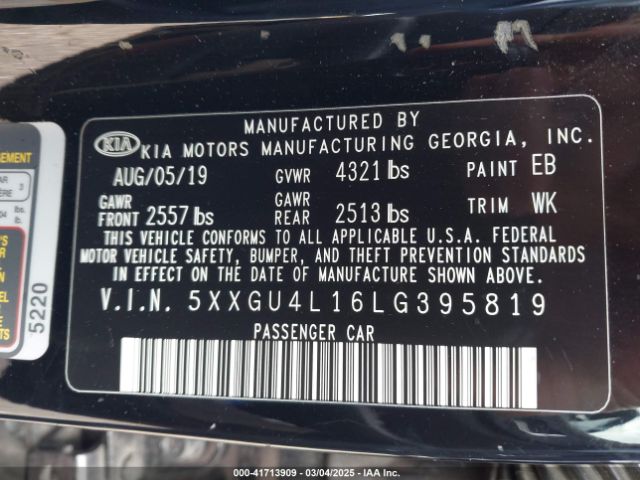 MANUFACTURED BY
KIA KIA MOTORS MANUFACTURING GEORGIA, INC.
AUG/05/19 GVWR 4321 lbs PAINT EB
GAWR FRONT 2557 lbs GAWR REAR 2513 lbs TRIM WK
THIS VEHICLE CONFORMS TO ALL APPLICABLE U.S.A. FEDERAL
MOTOR VEHICLE SAFETY, BUMPER, AND THEFT PREVENTION STANDARDS
IN EFFECT ON THE DATE OF MANUFACTURE SHOWN ABOVE.
V.I.N. 5XXGU4L16LG395819
PASSENGER CAR
5220
000-41713909 - 03/04/2025 - IAA Inc.